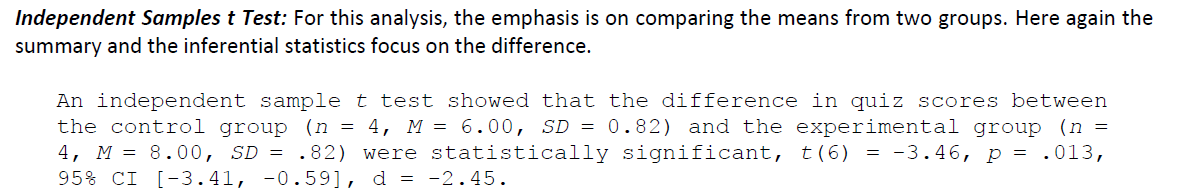 Independent Samples t Test: For this analysis, the emphasis is on comparing the means from two groups. Here again the
summary and the inferential statistics focus on the difference.
An independent sample t test showed that the difference in quiz scores between
the control group (n = 4, M = 6.00, SD = 0.82) and the experimental group (n =
4, M = 8.00, SD = .82) were statistically significant, t(6) = -3.46, p = .013,
95% CI [-3.41, -0.59], d = -2.45.